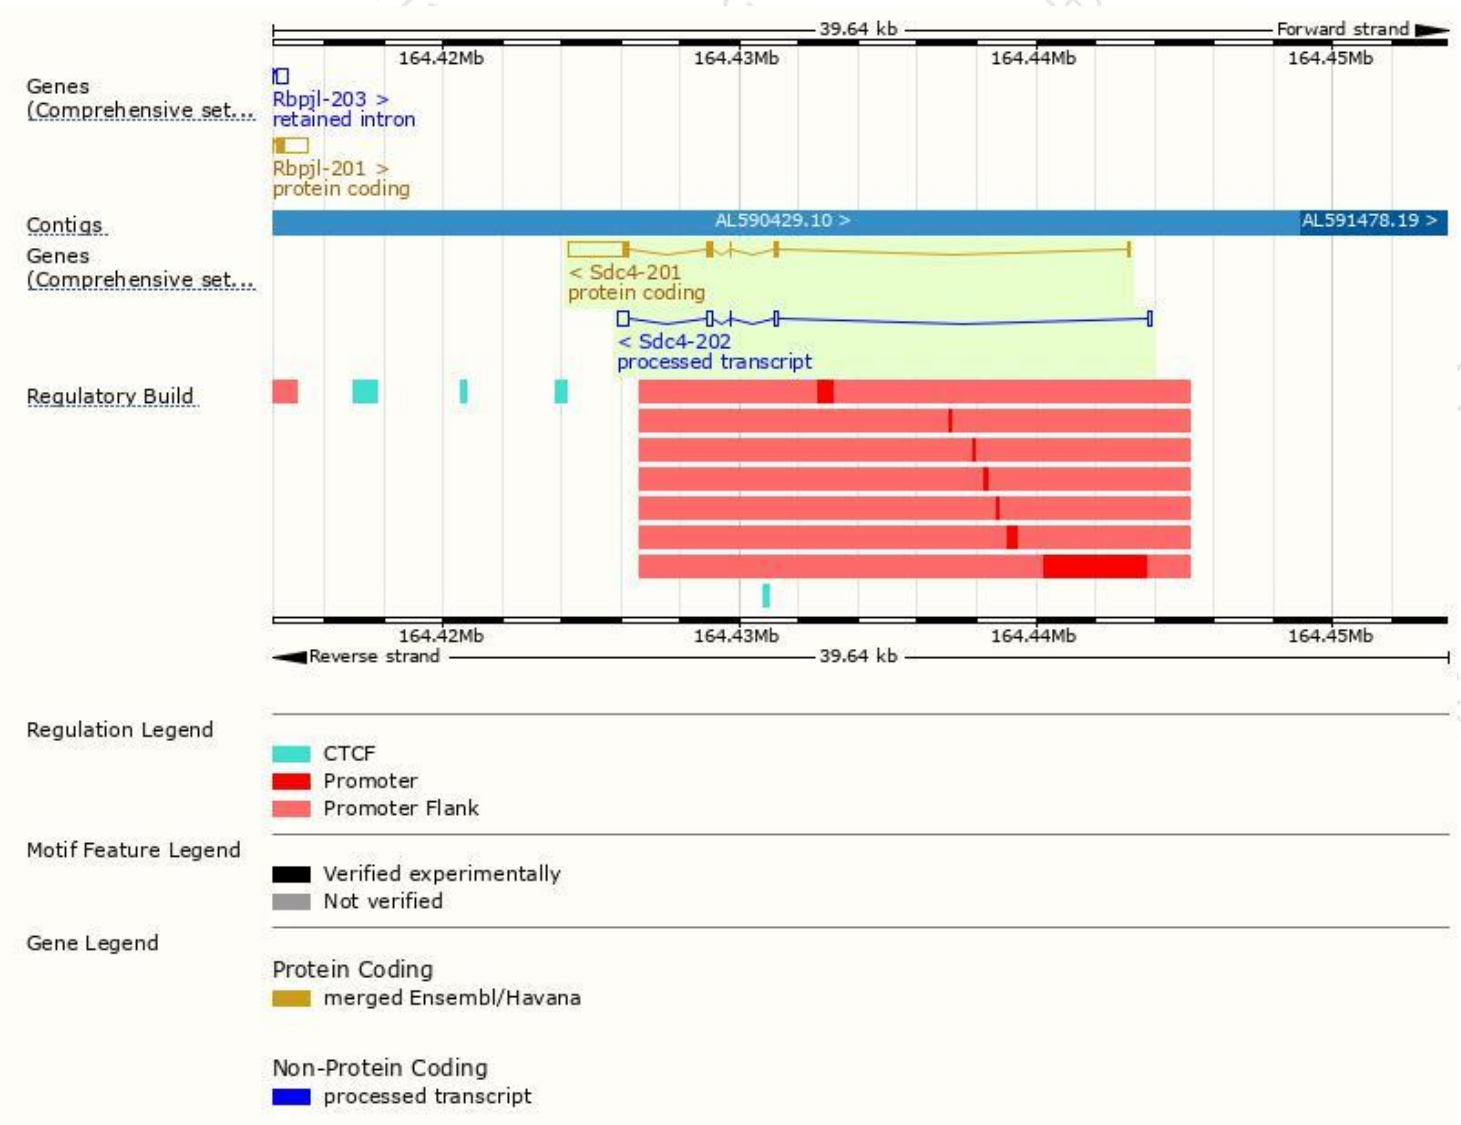 39.64 kb
Forward strand
164.42Mb 164.43Mb 164.44Mb 164.45Mb
Genes
(Comprehensive set...
Rbpjl-203 >
retained intron
Rbpjl-201 >
protein coding
Contigs
AL590429.10 >
AL591478.19 >
Genes
(Comprehensive set...
< Sdc4-201
protein coding
< Sdc4-202
processed transcript
Regulatory Build
164.42Mb 164.43Mb 164.44Mb 164.45Mb
Reverse strand
39.64 kb
Regulation Legend
CTCF
Promoter
Promoter Flank
Motif Feature Legend
Verified experimentally
Not verified
Gene Legend
Protein Coding
merged Ensembl/Havana
Non-Protein Coding
processed transcript